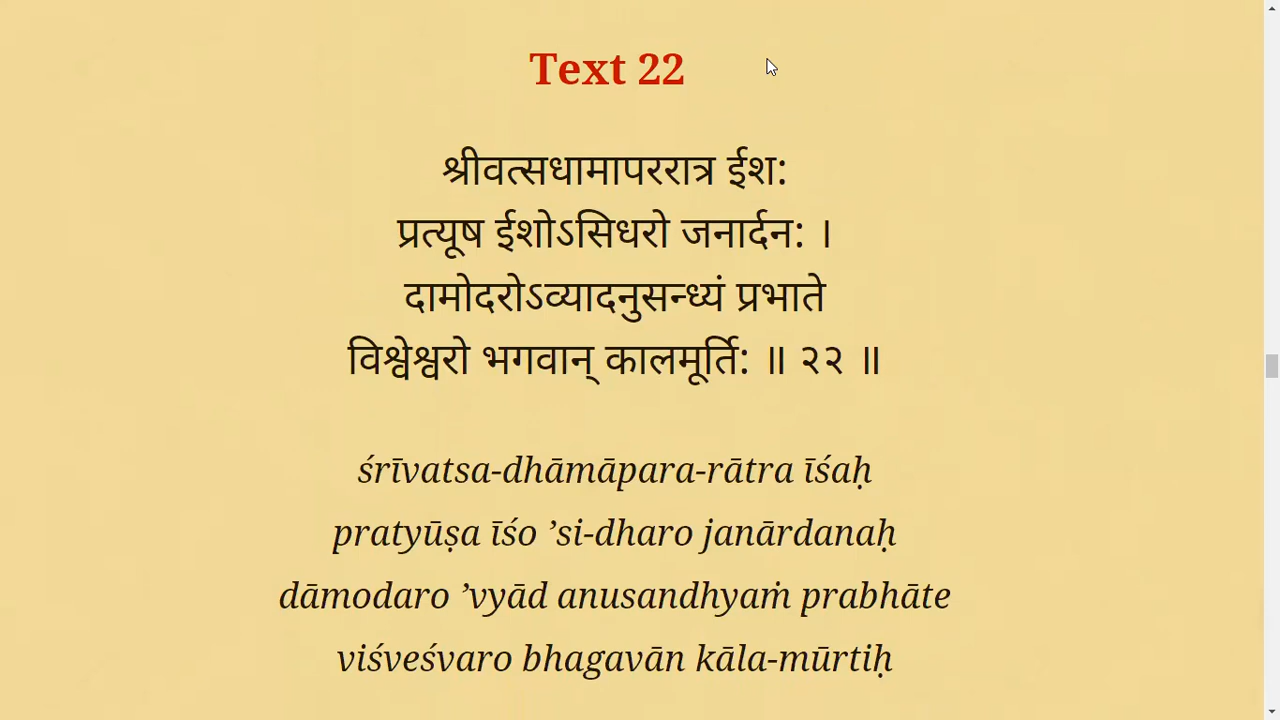 Text 22
श्रीवत्सधामापररात्र ईश:
प्रत्यूष ईशोऽसिधरो जनार्दन: ।
दामोदरोऽव्यादनुसन्ध्यं प्रभाते
विश्वेश्वरो भगवान् कालमूर्ति: ॥ २२ ॥
śrīvatsa-dhāmāpara-rātra īśaḥ
pratyūṣa īśo ’si-dharo janārdanaḥ
dāmodaro ’vyād anusandhyaṁ prabhāte
viśveśvaro bhagavān kāla-mūrtiḥ